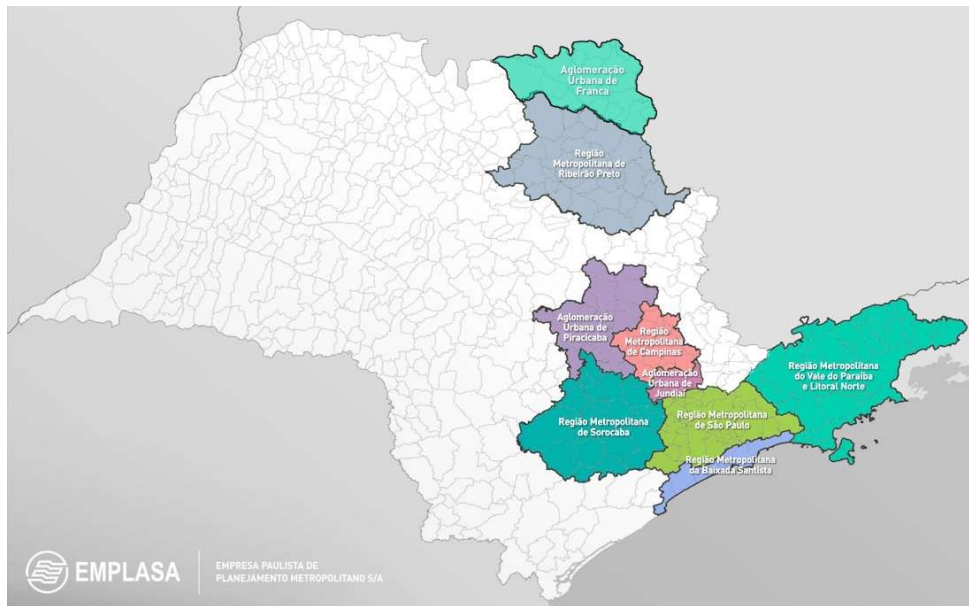 Aglomeração
Urbana de
Franca
Região
Metropolitana de
Ribeirão Preto
Aglomeração
Urbana de
Piracicaba
Região
Metropolitana
de Campinas
Aglomeração
Urbana de
Jundiaí
Região Metropolitana
do Vale do Paraíba
e Litoral Norte
Região Metropolitana
de Sorocaba
Região Metropolitana
de São Paulo
Região Metropolitana
da Baixada Santista
EMPLASA
EMPRESA PAULISTA DE
PLANEJAMENTO METROPOLITANO S/A